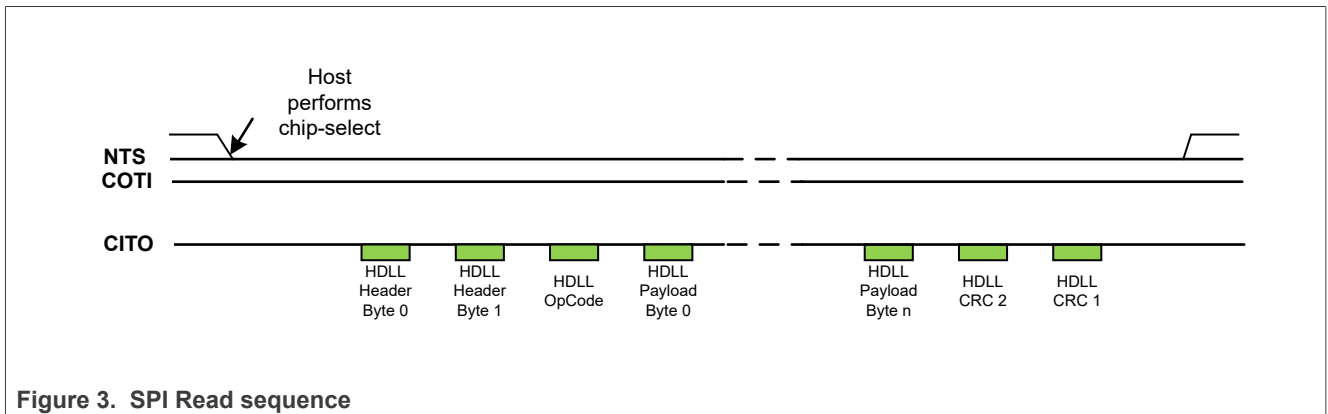 Host
performs
chip-select
NTS
COTI
CITO
HDLL
Header
Byte 0
HDLL
Header
Byte 1
HDLL
OpCode
HDLL
Payload
Byte 0
HDLL
Payload
Byte n
HDLL
CRC 2
HDLL
CRC 1
Figure 3. SPI Read sequence